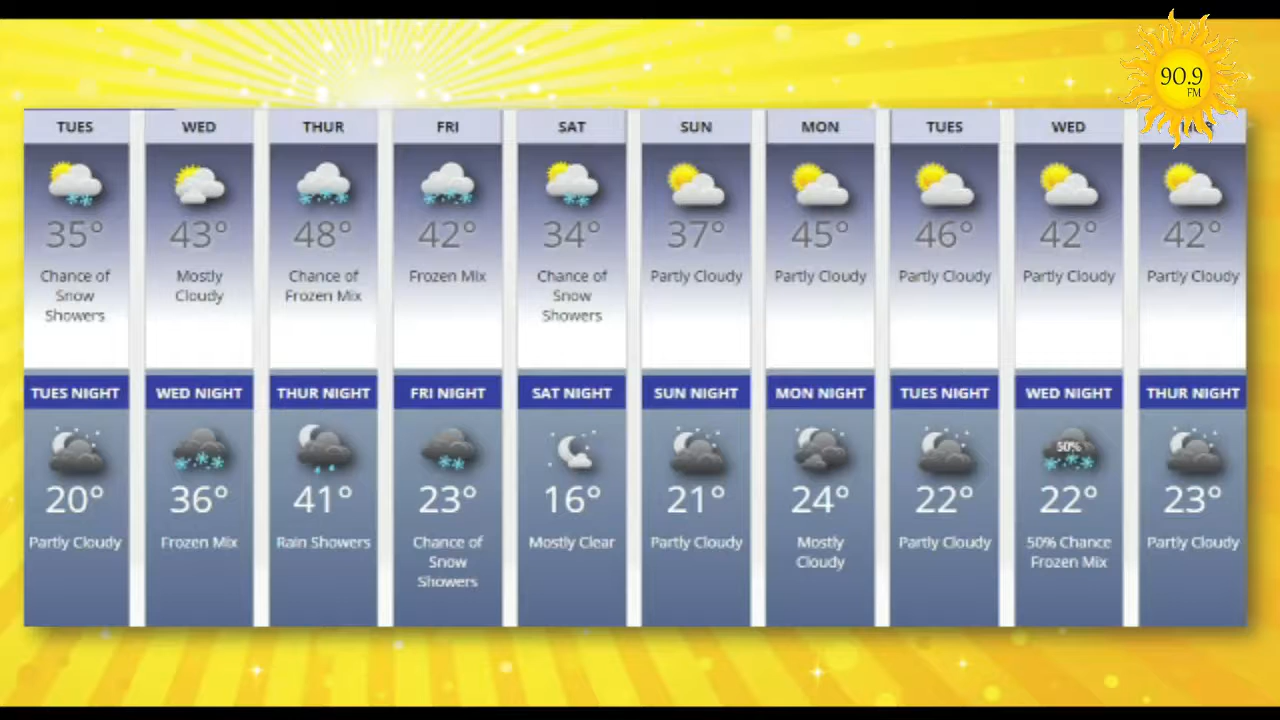 90.9
FM
TUES WED THUR FRI SAT SUN MON TUES WED THUR
35° 43° 48° 42° 34° 37° 45° 46° 42° 42°
Chance of Mostly Chance of Frozen Mix Chance of Partly Cloudy Partly Cloudy Partly Cloudy Partly Cloudy Partly Cloudy
Snow Cloudy Frozen Mix Snow
Showers Showers
TUES NIGHT WED NIGHT THUR NIGHT FRI NIGHT SAT NIGHT SUN NIGHT MON NIGHT TUES NIGHT WED NIGHT THUR NIGHT
50%
20° 36° 41° 23° 16° 21° 24° 22° 22° 23°
Partly Cloudy Frozen Mix Rain Showers Chance of Mostly Clear Partly Cloudy Mostly Partly Cloudy 50% Chance Partly Cloudy
Snow Cloudy Frozen Mix
Showers